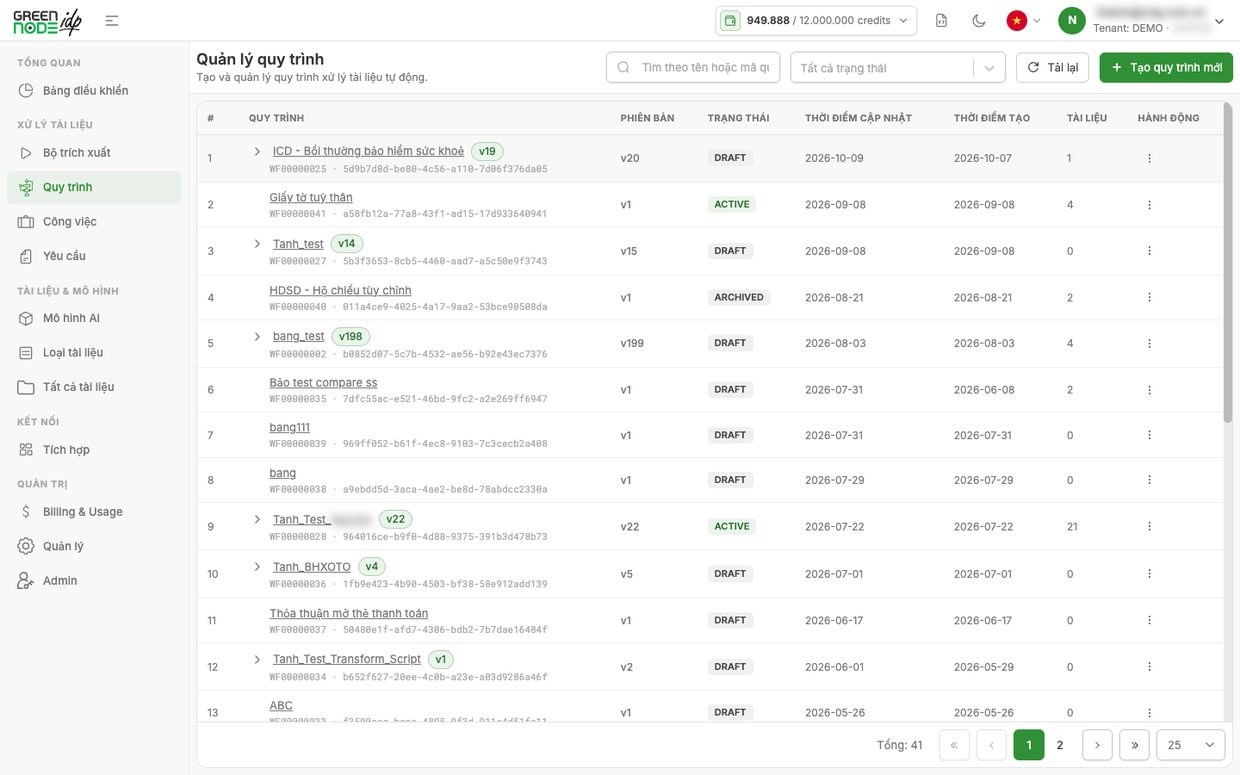 GREEN NODE idp
949.888 / 12.000.000 credits
N
Tenant: DEMO -
TỔNG QUAN
Bảng điều khiển
XỬ LÝ TÀI LIỆU
Bộ trích xuất
Quy trình
Công việc
Yêu cầu
TÀI LIỆU & MÔ HÌNH
Mô hình AI
Loại tài liệu
Tất cả tài liệu
KẾT NỐI
Tích hợp
QUẢN TRỊ
Billing & Usage
Quản lý
Admin
Quản lý quy trình
Tạo và quản lý quy trình xử lý tài liệu tự động.
Tìm theo tên hoặc mã qu
Tất cả trạng thái
Tải lại
+ Tạo quy trình mới
# QUY TRÌNH PHIÊN BẢN TRẠNG THÁI THỜI ĐIỂM CẬP NHẬT THỜI ĐIỂM TẠO TÀI LIỆU HÀNH ĐỘNG
1 ICD - Bồi thường bảo hiểm sức khoẻ v19 v20 DRAFT 2026-10-09 2026-10-07 1
WF00000025 · 5d9b7d8d-be80-4c56-a110-7d06f376da05
2 Giấy tờ tuỳ thân v1 ACTIVE 2026-09-08 2026-09-08 4
WF00000041 · a58fb12a-77a8-43f1-ad15-17d933640941
3 Tanh_test v14 v15 DRAFT 2026-09-08 2026-09-08 0
WF00000027 · 5b3f3653-8cb5-4460-aad7-a5c50e9f3743
4 HDSD - Hộ chiếu tùy chỉnh v1 ARCHIVED 2026-08-21 2026-08-21 2
WF00000040 · 011a4ce9-4025-4a17-9aa2-53bce90508da
5 bang_test v198 v199 DRAFT 2026-08-03 2026-08-03 4
WF00000002 · b0852d07-5c7b-4532-ae56-b92e43ec7376
6 Bảo test compare ss v1 DRAFT 2026-07-31 2026-06-08 2
WF00000035 · 7dfc55ac-e521-46bd-9fc2-a2e269ff6947
7 bang111 v1 DRAFT 2026-07-31 2026-07-31 0
WF00000039 · 969ff052-b61f-4ec8-9103-7c3cecb2a408
8 bang v1 DRAFT 2026-07-29 2026-07-29 0
WF00000038 · a9ebdd5d-3aca-4ae2-be8d-78abdcc2330a
9 Tanh_Test_ v22 v22 ACTIVE 2026-07-22 2026-07-22 21
WF00000028 · 964016ce-b9f0-4d88-9375-391b3d478b73
10 Tanh_BHXOTO v4 v5 DRAFT 2026-07-01 2026-07-01 0
WF00000036 · 1fb9e423-4b90-4503-bf38-58e912add139
11 Thỏa thuận mở thẻ thanh toán v1 DRAFT 2026-06-17 2026-06-17 0
WF00000037 · 50480e1f-afd7-4306-bdb2-7b7dae16484f
12 Tanh_Test_Transform_Script v1 v2 DRAFT 2026-06-01 2026-05-29 0
WF00000034 · b652f627-20ee-4c0b-a23e-a03d9286a46f
13 ABC v1 DRAFT 2026-05-26 2026-05-26 0
Tổng: 41 « ‹ 1 2 › » 25